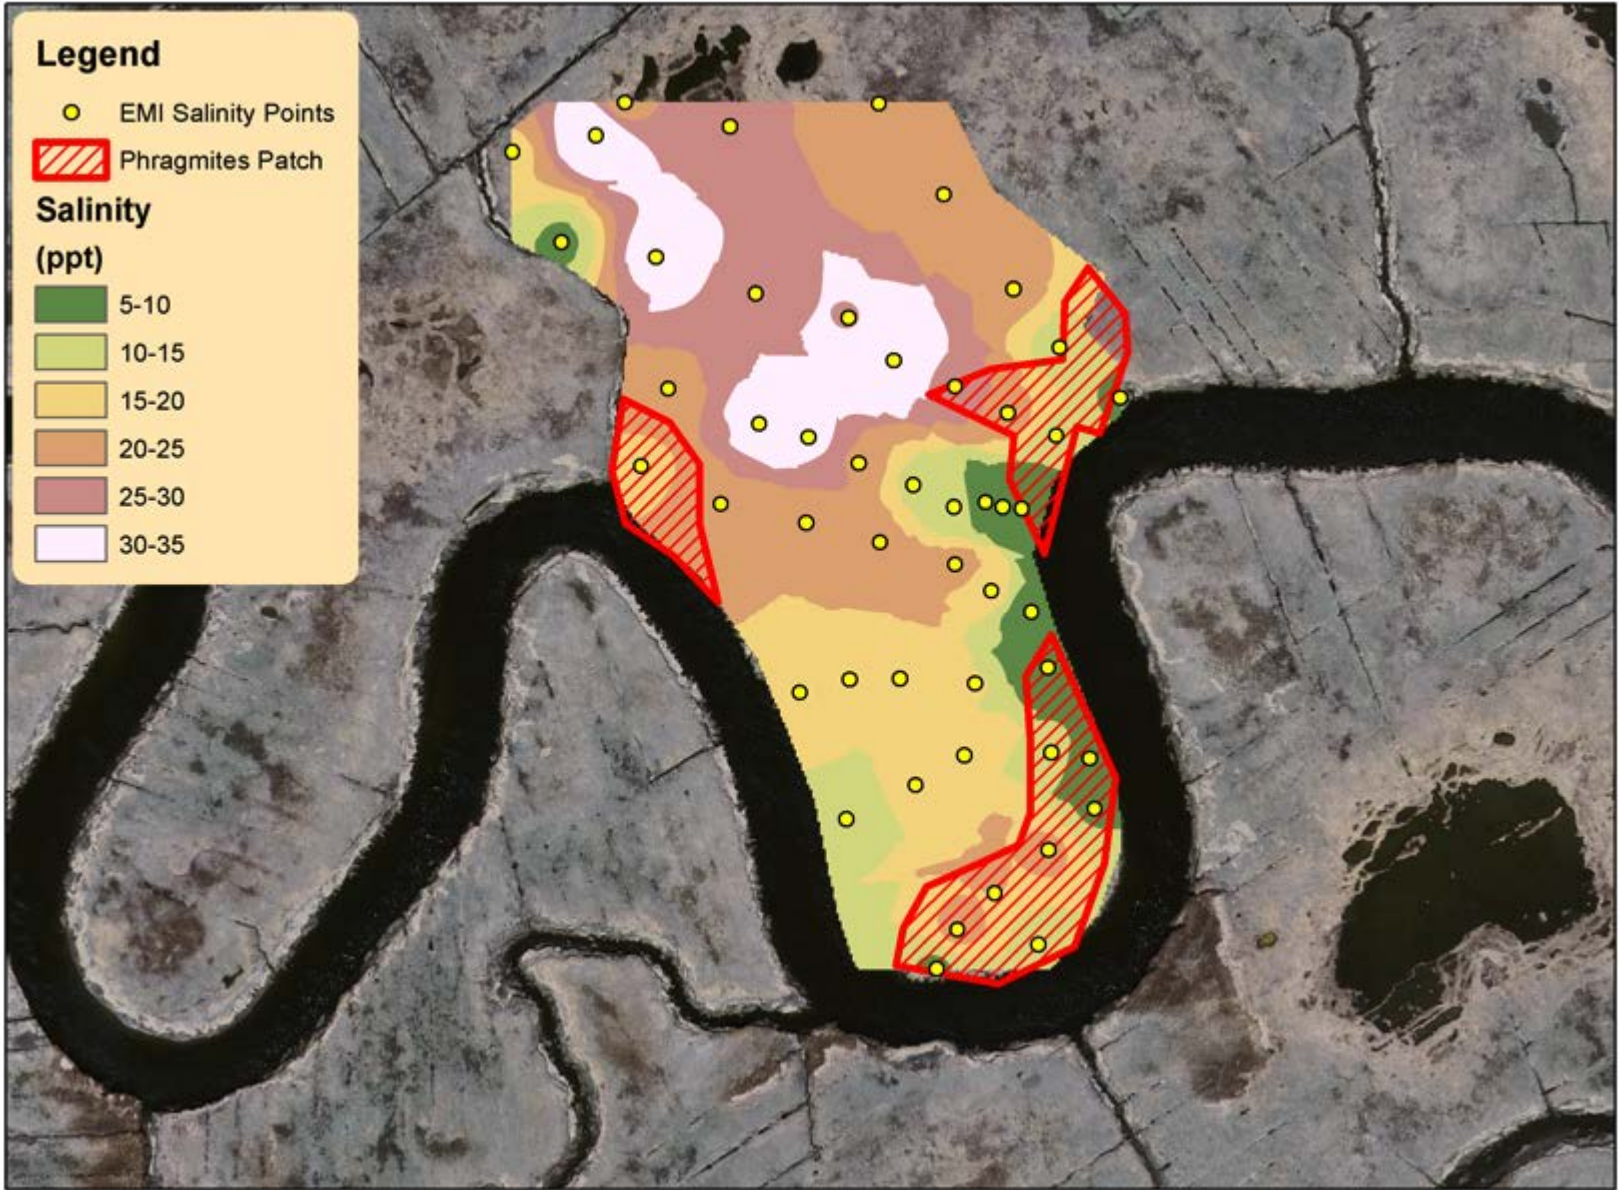 Legend
EMI Salinity Points
Phragmites Patch
Salinity
(ppt)
5-10
10-15
15-20
20-25
25-30
30-35